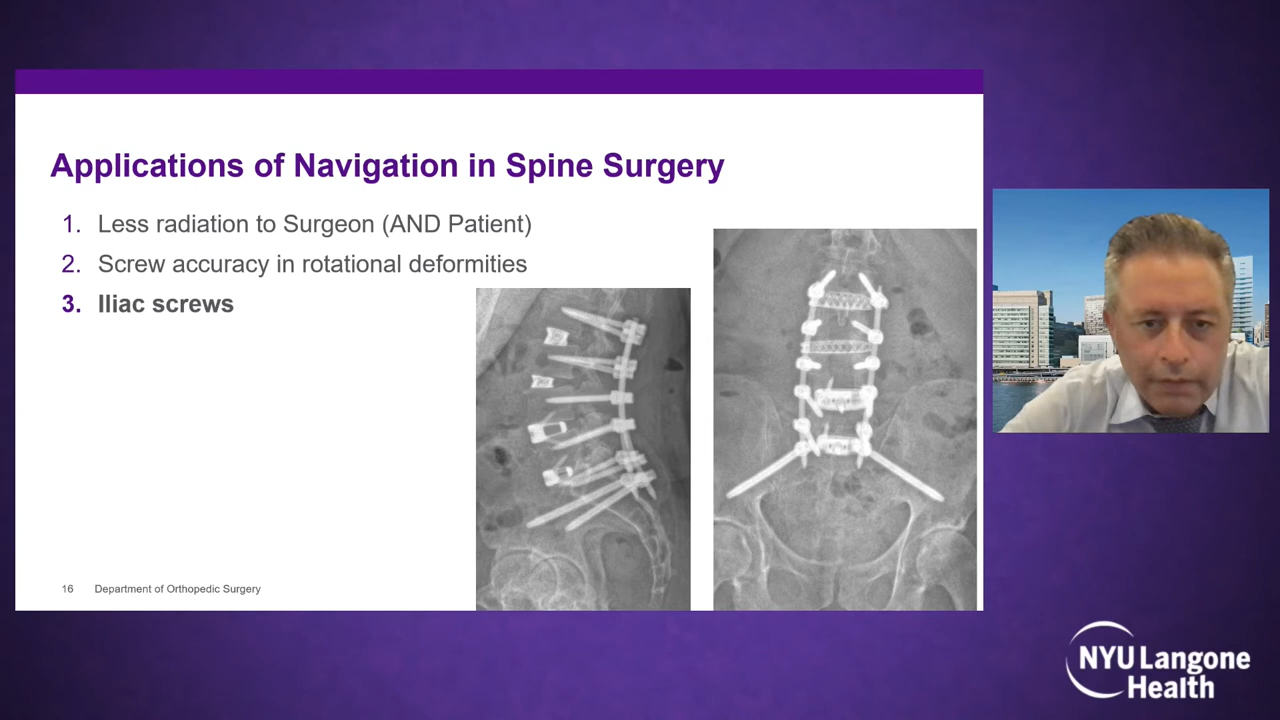 Applications of Navigation in Spine Surgery
1. Less radiation to Surgeon (AND Patient)
2. Screw accuracy in rotational deformities
3. Iliac screws
16 Department of Orthopedic Surgery
NYU Langone
Health